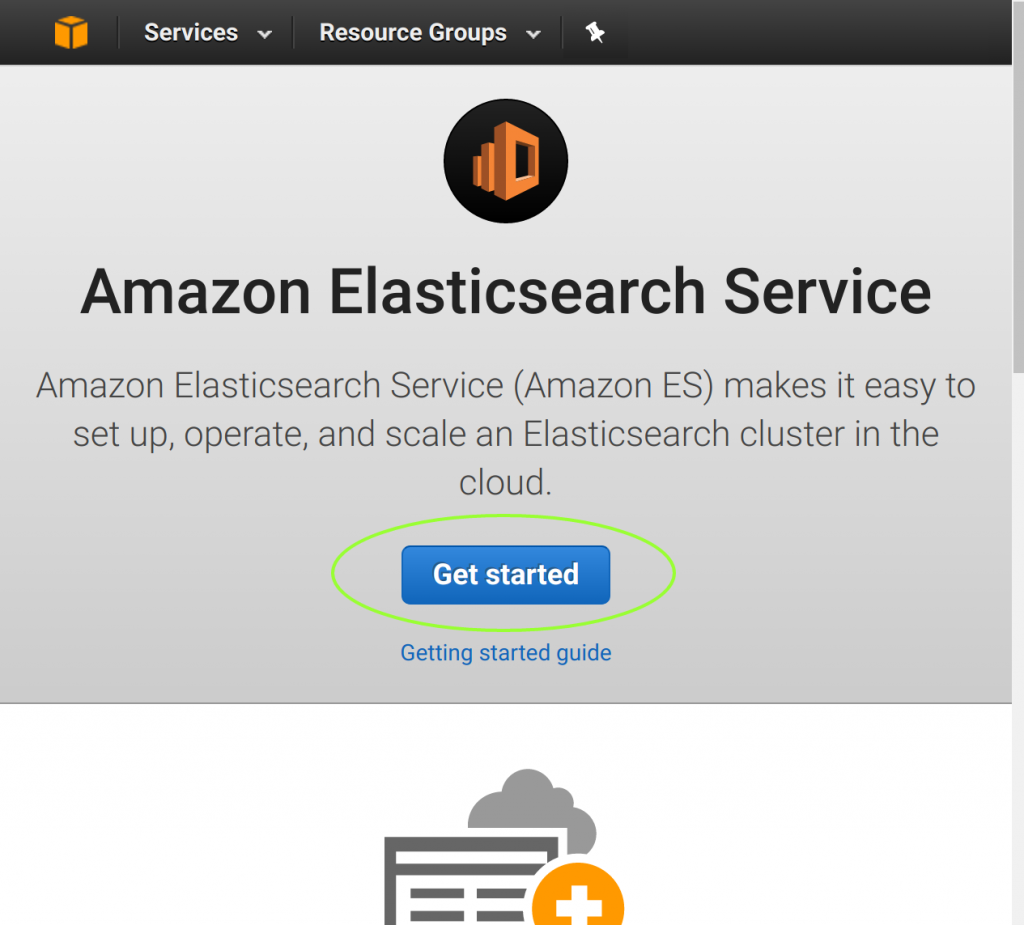 Services Resource Groups
Amazon Elasticsearch Service
Amazon Elasticsearch Service (Amazon ES) makes it easy to
set up, operate, and scale an Elasticsearch cluster in the
cloud.
Get started
Getting started guide